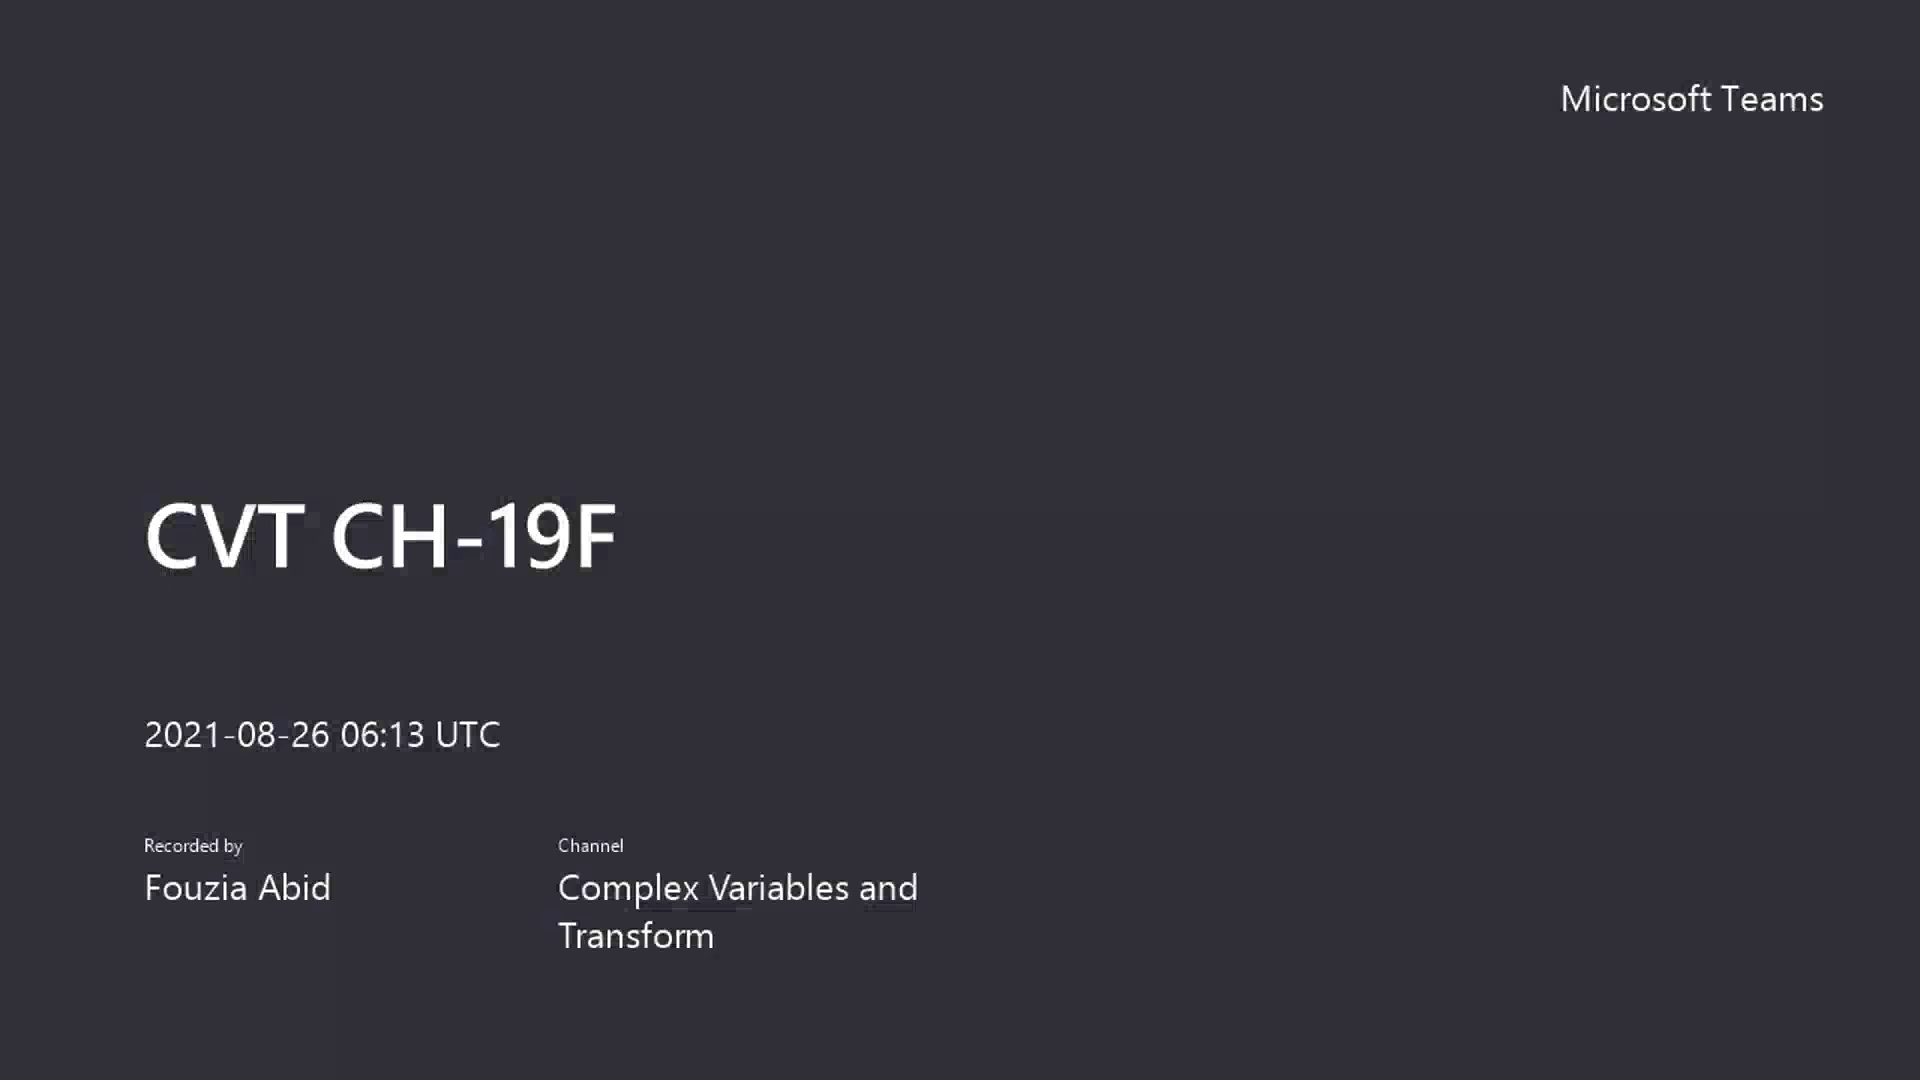 Microsoft Teams
CVT CH-19F
2021-08-26 06:13 UTC
Recorded by
Fouzia Abid
Channel
Complex Variables and
Transform